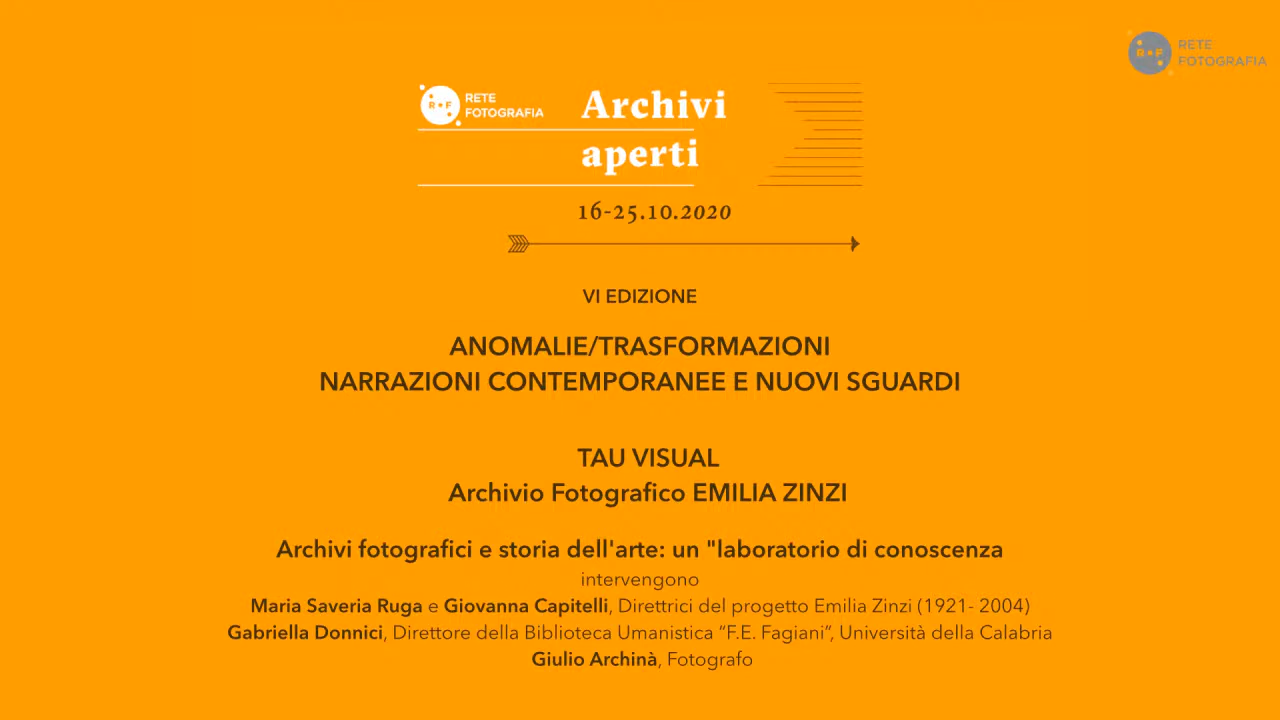 RETE
FOTOGRAFIA
R F
RETE
FOTOGRAFIA
R F
Archivi
aperti
16-25.10.2020
VI EDIZIONE
ANOMALIE/TRASFORMAZIONI
NARRAZIONI CONTEMPORANEE E NUOVI SGUARDI
TAU VISUAL
Archivio Fotografico EMILIA ZINZI
Archivi fotografici e storia dell'arte: un "laboratorio di conoscenza
intervengono
Maria Saveria Ruga e Giovanna Capitelli, Direttrici del progetto Emilia Zinzi (1921- 2004)
Gabriella Donnici, Direttore della Biblioteca Umanistica “F.E. Fagiani”, Università della Calabria
Giulio Archinà, Fotografo